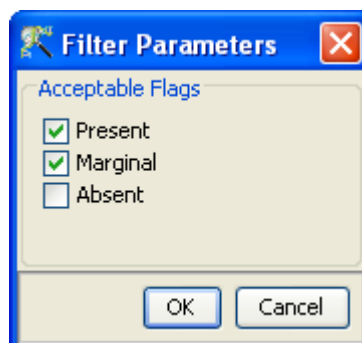 Filter Parameters
Acceptable Flags
Present
Marginal
Absent
OK Cancel